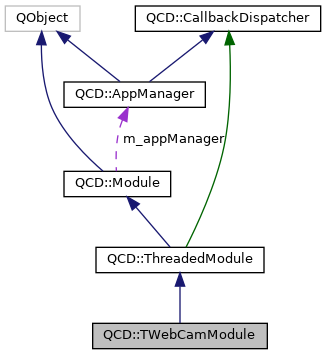 QObject
QCD::CallbackDispatcher
QCD::AppManager
m_appManager
QCD::Module
QCD::ThreadedModule
QCD::TWebCamModule